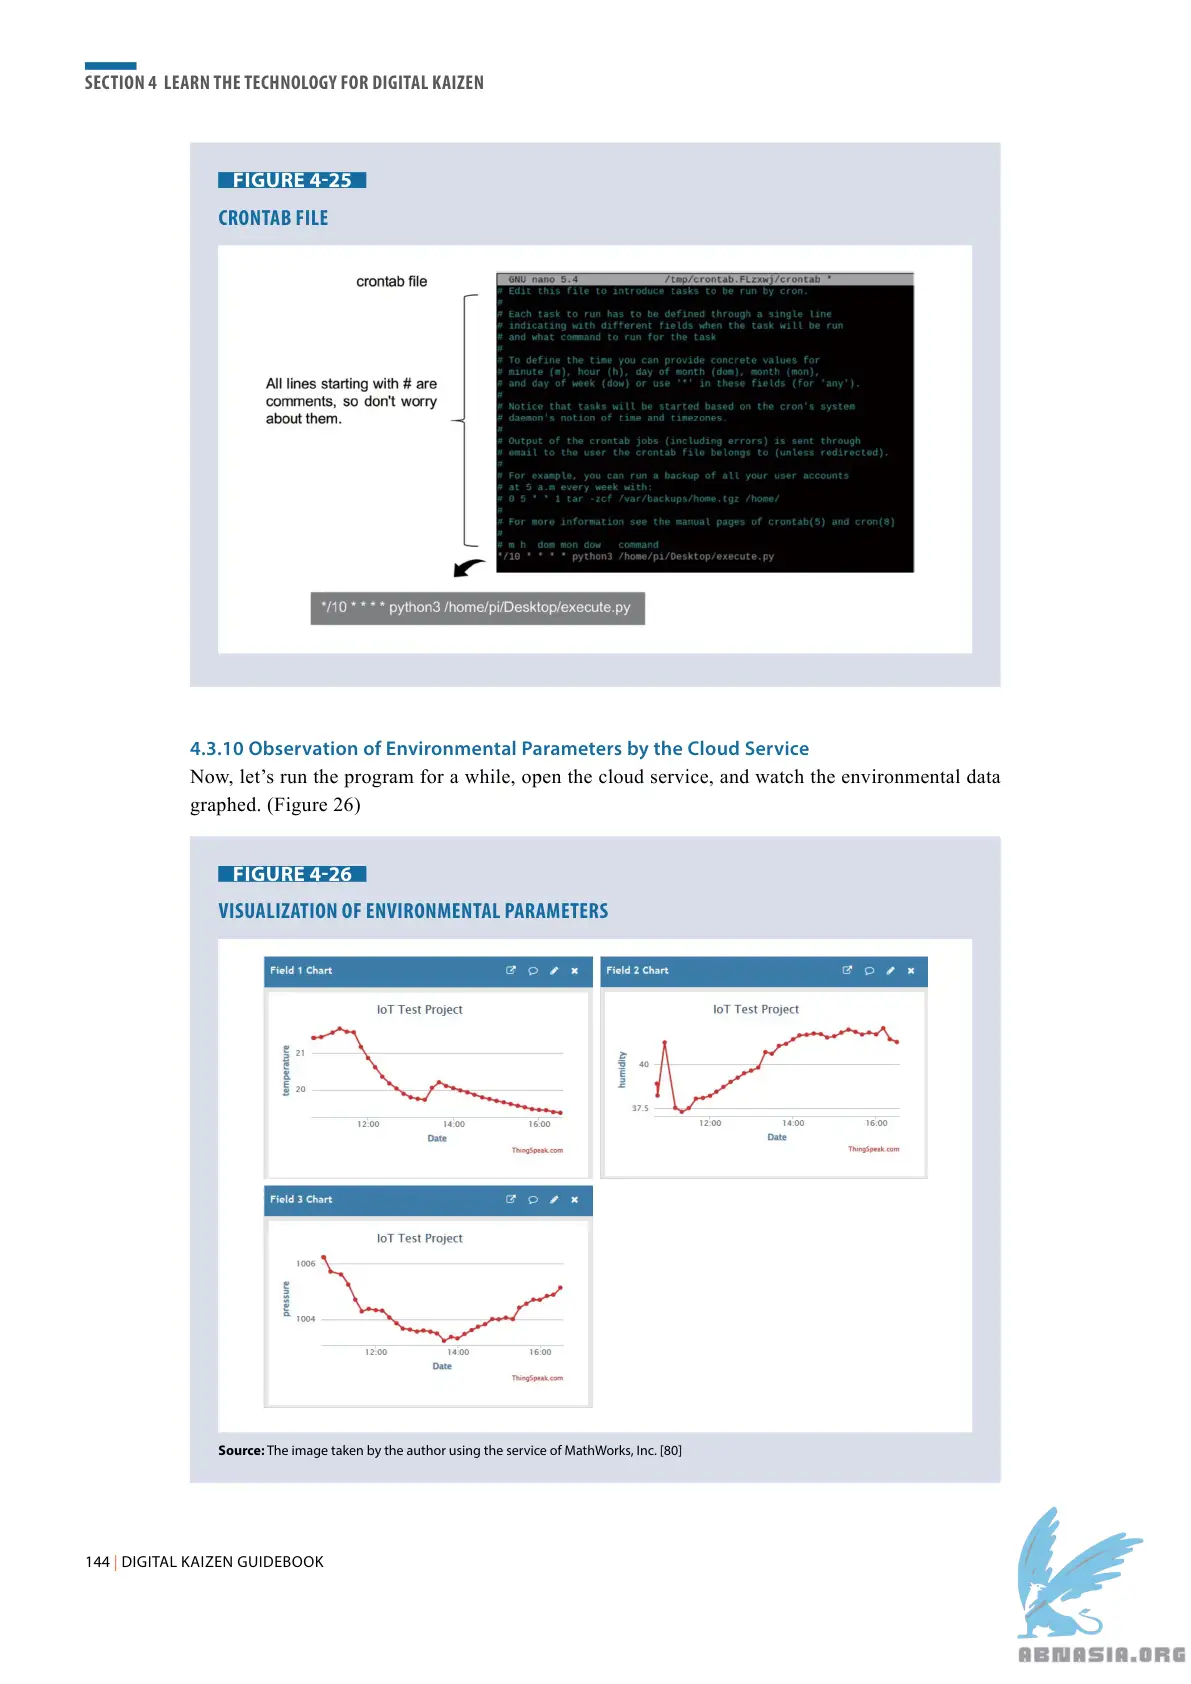 SECTION 4 LEARN THE TECHNOLOGY FOR DIGITAL KAIZEN
FIGURE 4-25
CRONTAB FILE
crontab file
All lines starting with # are
comments, so don't worry
about them.
GNU nano 5.4 /tmp/crontab.FLzxwj/crontab *
# Edit this file to introduce tasks to be run by cron.
#
# Each task to run has to be defined through a single line
# indicating with different fields when the task will be run
# and what command to run for the task
#
# To define the time you can provide concrete values for
# minute (m), hour (h), day of month (dom), month (mon),
# and day of week (dow) or use '*' in these fields (for 'any').
#
# Notice that tasks will be started based on the cron's system
# daemon's notion of time and timezones.
#
# Output of the crontab jobs (including errors) is sent through
# email to the user the crontab file belongs to (unless redirected).
#
# For example, you can run a backup of all your user accounts
# at 5 a.m every week with:
# 0 5 * * 1 tar -zcf /var/backups/home.tgz /home/
#
# For more information see the manual pages of crontab(5) and cron(8)
#
# m h dom mon dow command
*/10 * * * * python3 /home/pi/Desktop/execute.py
*/10 * * * * python3 /home/pi/Desktop/execute.py
4.3.10 Observation of Environmental Parameters by the Cloud Service
Now, let's run the program for a while, open the cloud service, and watch the environmental data
graphed. (Figure 26)
FIGURE 4-26
VISUALIZATION OF ENVIRONMENTAL PARAMETERS
Field 1 Chart
IoT Test Project
temperature
21
20
12:00 14:00 16:00
Date
ThingSpeak.com
Field 2 Chart
IoT Test Project
humidity
40
37.5
12:00 14:00 16:00
Date
ThingSpeak.com
Field 3 Chart
IoT Test Project
pressure
1006
1004
12:00 14:00 16:00
Date
ThingSpeak.com
Source: The image taken by the author using the service of MathWorks, Inc. [80]
144 | DIGITAL KAIZEN GUIDEBOOK
ABNASIA.ORG